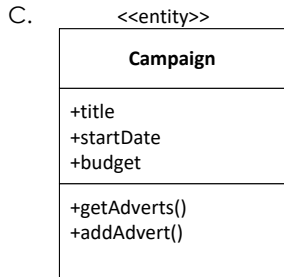 C.
<<entity>>
Campaign
+title
+startDate
+budget
+getAdverts()
+addAdvert()